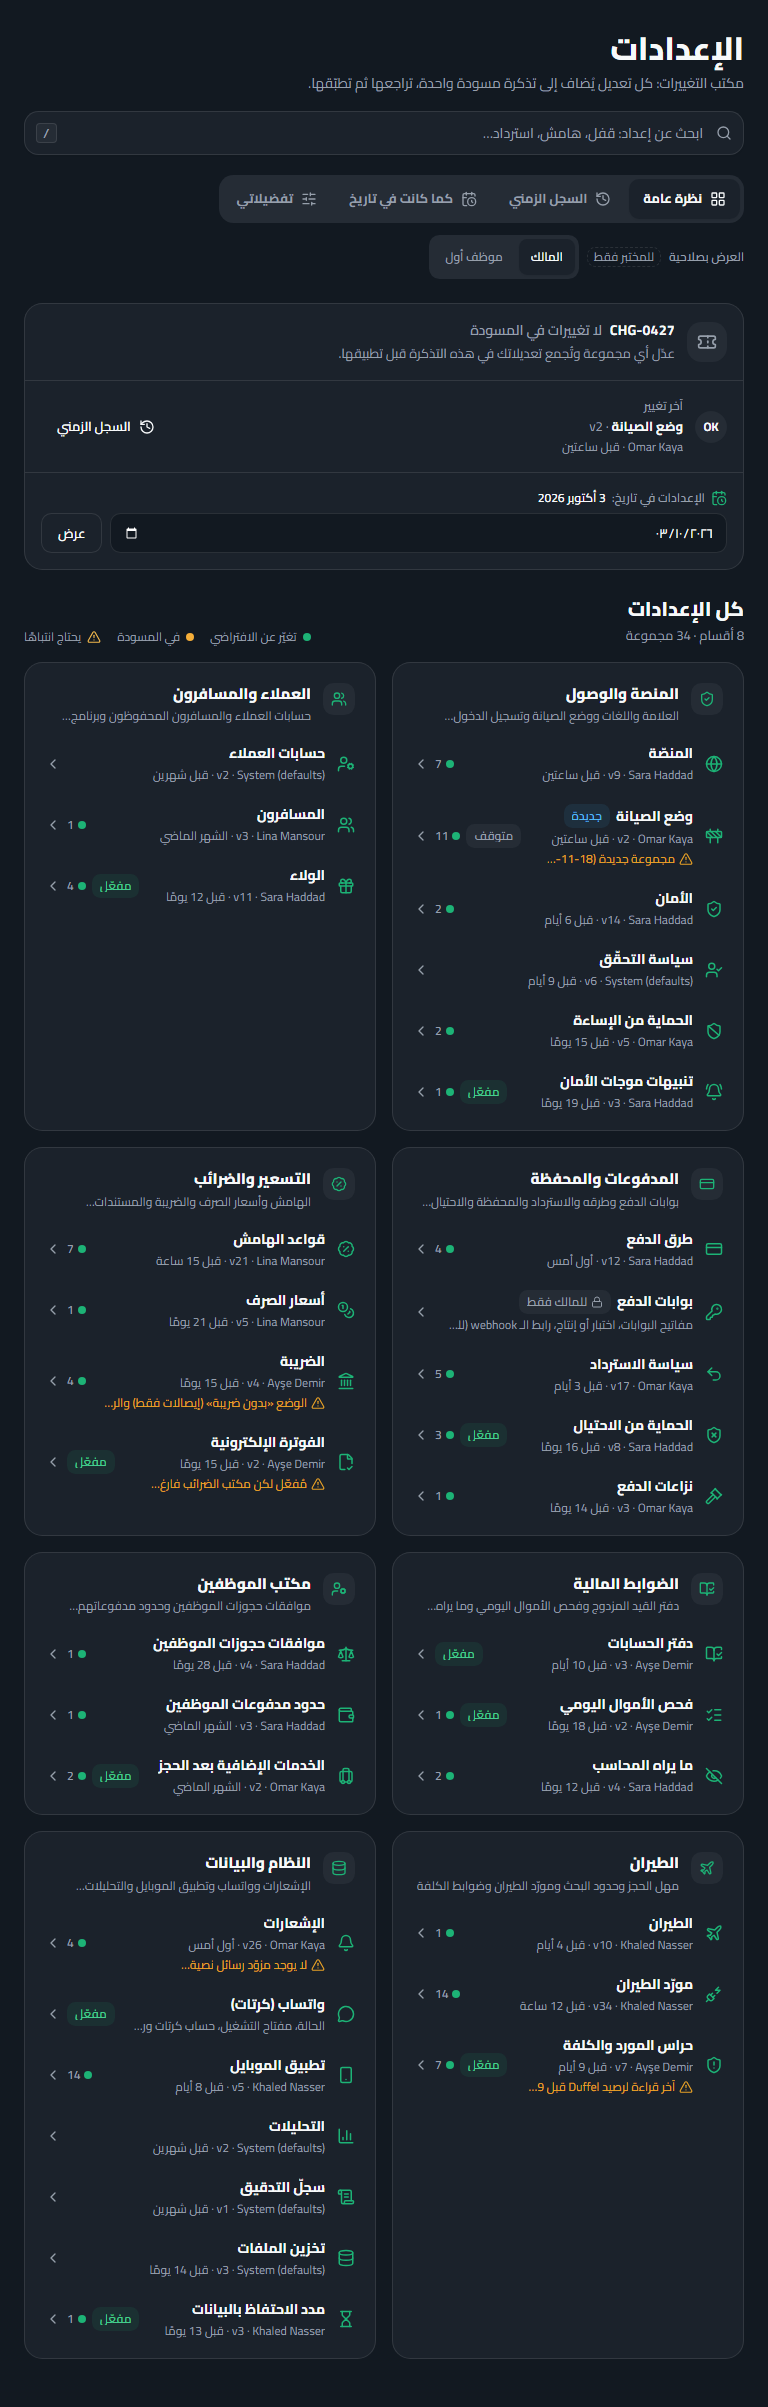 الإعدادات
مكتب التغييرات: كل تعديل يُضاف إلى تذكرة مسودة واحدة، تراجعها ثم تطبّقها.
ابحث عن إعداد: قفل، هامش، استرداد...
/
نظرة عامة
السجل الزمني
كما كانت في تاريخ
تفضيلاتي
العرض بصلاحية
للمختبر فقط
المالك
موظف أول
CHG-0427 لا تغييرات في المسودة
عدّل أي مجموعة وتُجمع تعديلاتك في هذه التذكرة قبل تطبيقها.
OK
آخر تغيير
وضع الصيانة · v2
Omar Kaya · قبل ساعتين
السجل الزمني
الإعدادات في تاريخ: 3 أكتوبر 2026
٠٣/١٠/٢٠٢٦
عرض
كل الإعدادات
8 أقسام · 34 مجموعة
تغيّر عن الافتراضي
في المسودة
يحتاج انتباهًا
المنصة والوصول
العلامة واللغات ووضع الصيانة وتسجيل الدخول...
المنصّة
v9 · Sara Haddad · قبل ساعتين
7
وضع الصيانة
جديدة
v2 · Omar Kaya · قبل ساعتين
مجموعة جديدة (18-11-...
متوقف
11
الأمان
v14 · Sara Haddad · قبل 6 أيام
2
سياسة التحقّق
v6 · System (defaults) · قبل 9 أيام
الحماية من الإساءة
v5 · Omar Kaya · قبل 15 يومًا
2
تنبيهات موجات الأمان
v3 · Sara Haddad · قبل 19 يومًا
مفعّل
1
العملاء والمسافرون
حسابات العملاء والمسافرون المحفوظون وبرنامج...
حسابات العملاء
v2 · System (defaults) · قبل شهرين
المسافرون
v3 · Lina Mansour · الشهر الماضي
1
الولاء
v11 · Sara Haddad · قبل 12 يومًا
مفعّل
4
المدفوعات والمحفظة
بوابات الدفع وطرقه والاسترداد والمحفظة والاحتيال...
طرق الدفع
v12 · Sara Haddad · أول أمس
4
بوابات الدفع
للمالك فقط
مفاتيح البوابات، اختبار أو إنتاج، رابط الـ webhook (للـ...
سياسة الاسترداد
v17 · Omar Kaya · قبل 3 أيام
5
الحماية من الاحتيال
v8 · Sara Haddad · قبل 16 يومًا
مفعّل
3
نزاعات الدفع
v3 · Omar Kaya · قبل 14 يومًا
1
التسعير والضرائب
الهامش وأسعار الصرف والضريبة والمستندات...
قواعد الهامش
v21 · Lina Mansour · قبل 15 ساعة
7
أسعار الصرف
v5 · Lina Mansour · قبل 21 يومًا
1
الضريبة
v4 · Ayşe Demir · قبل 15 يومًا
الوضع «بدون ضريبة» (إيصالات فقط) والر...
4
الفوترة الإلكترونية
v2 · Ayşe Demir · قبل 15 يومًا
مُفعّل لكن مكتب الضرائب فارغ...
مفعّل
الضوابط المالية
دفتر القيد المزدوج وفحص الأموال اليومي وما يراه...
دفتر الحسابات
v3 · Ayşe Demir · قبل 10 أيام
مفعّل
فحص الأموال اليومي
v2 · Ayşe Demir · قبل 18 يومًا
مفعّل
1
ما يراه المحاسب
v4 · Sara Haddad · قبل 12 يومًا
2
مكتب الموظفين
موافقات حجوزات الموظفين وحدود مدفوعاتهم...
موافقات حجوزات الموظفين
v4 · Sara Haddad · قبل 28 يومًا
1
حدود مدفوعات الموظفين
v3 · Sara Haddad · الشهر الماضي
1
الخدمات الإضافية بعد الحجز
v2 · Omar Kaya · الشهر الماضي
مفعّل
2
الطيران
مهل الحجز وحدود البحث ومورّد الطيران وضوابط الكلفة
الطيران
v10 · Khaled Nasser · قبل 4 أيام
1
مورّد الطيران
v34 · Khaled Nasser · قبل 12 ساعة
14
حراس المورد والكلفة
v7 · Ayşe Demir · قبل 9 أيام
آخر قراءة لرصيد Duffel قبل 9...
مفعّل
7
النظام والبيانات
الإشعارات وواتساب وتطبيق الموبايل والتحليلات...
الإشعارات
v26 · Omar Kaya · أول أمس
لا يوجد مزوّد رسائل نصية...
4
واتساب (كرتات)
الحالة، مفتاح التشغيل، حساب كرتات ور...
مفعّل
تطبيق الموبايل
v5 · Khaled Nasser · قبل 8 أيام
14
التحليلات
v2 · System (defaults) · قبل شهرين
سجلّ التدقيق
v1 · System (defaults) · قبل شهرين
تخزين الملفات
v3 · System (defaults) · قبل 14 يومًا
مدد الاحتفاظ بالبيانات
v3 · Khaled Nasser · قبل 13 يومًا
مفعّل
1